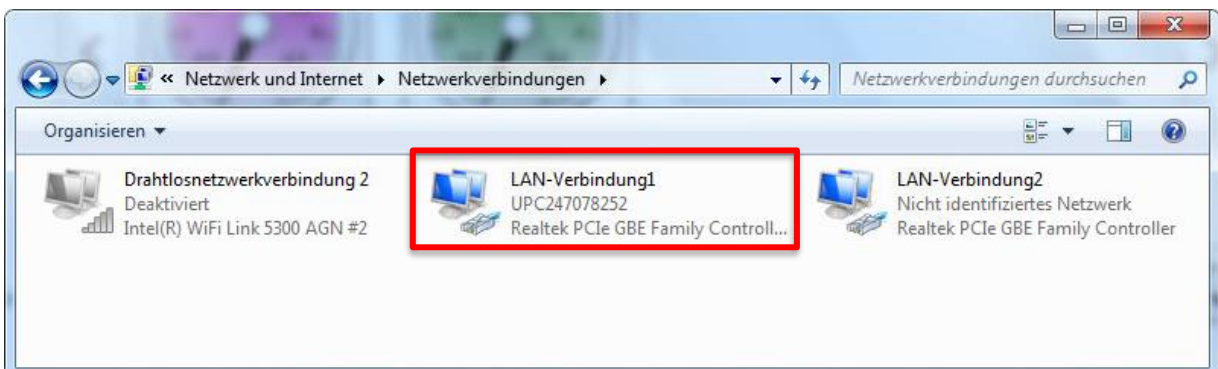 « Netzwerk und Internet ▸ Netzwerkverbindungen ▸
Netzwerkverbindungen durchsuchen
Organisieren
Drahtlosnetzwerkverbindung 2
Deaktiviert
Intel(R) WiFi Link 5300 AGN #2
LAN-Verbindung1
UPC247078252
Realtek PCIe GBE Family Controll...
LAN-Verbindung2
Nicht identifiziertes Netzwerk
Realtek PCIe GBE Family Controller